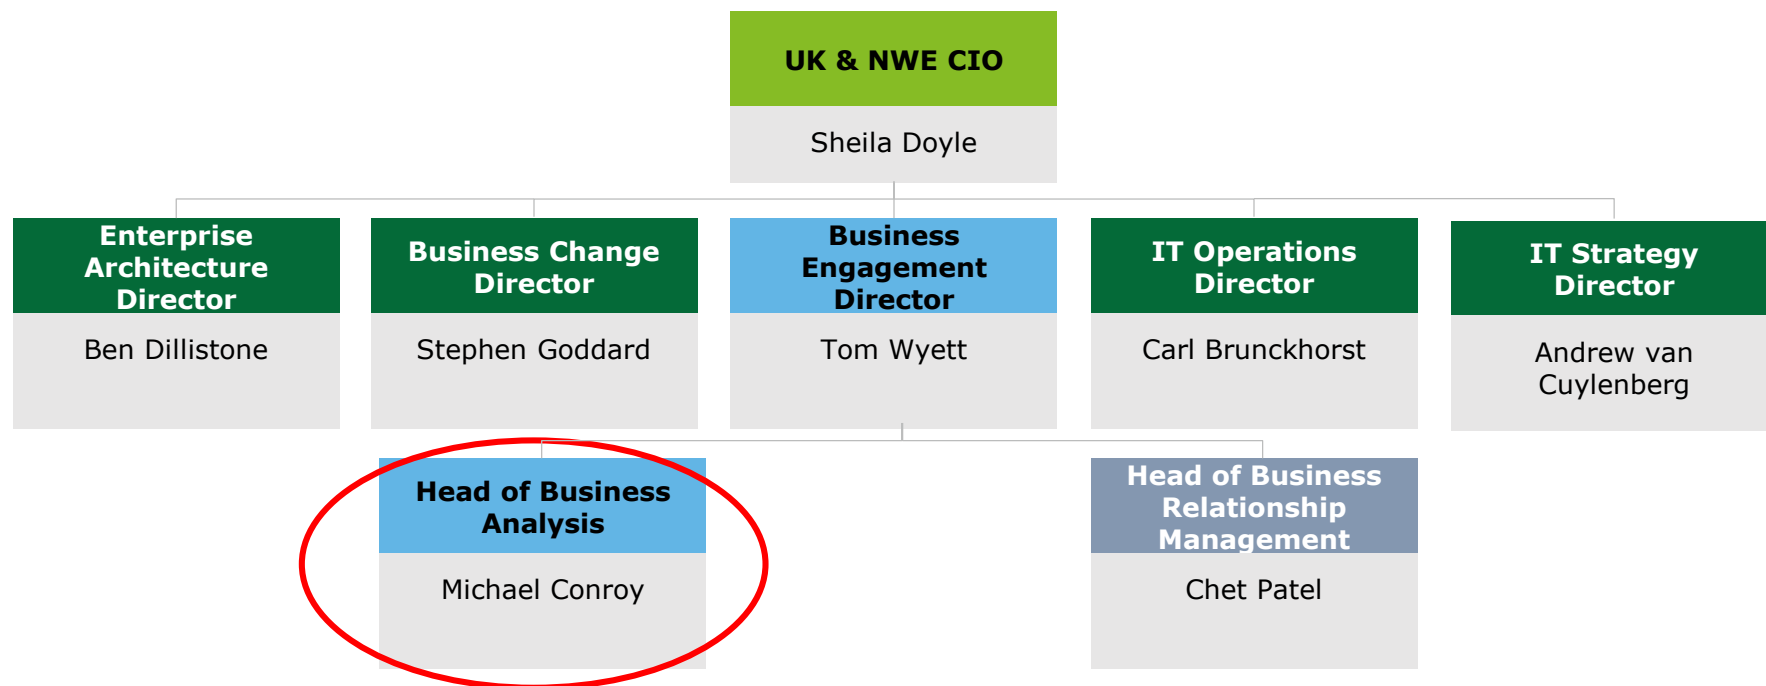 UK & NWE CIO
Sheila Doyle
Enterprise
Architecture
Director
Ben Dillistone
Business Change
Director
Stephen Goddard
Business
Engagement
Director
Tom Wyett
IT Operations
Director
Carl Brunckhorst
IT Strategy
Director
Andrew van
Cuylenberg
Head of Business
Analysis
Michael Conroy
Head of Business
Relationship
Management
Chet Patel